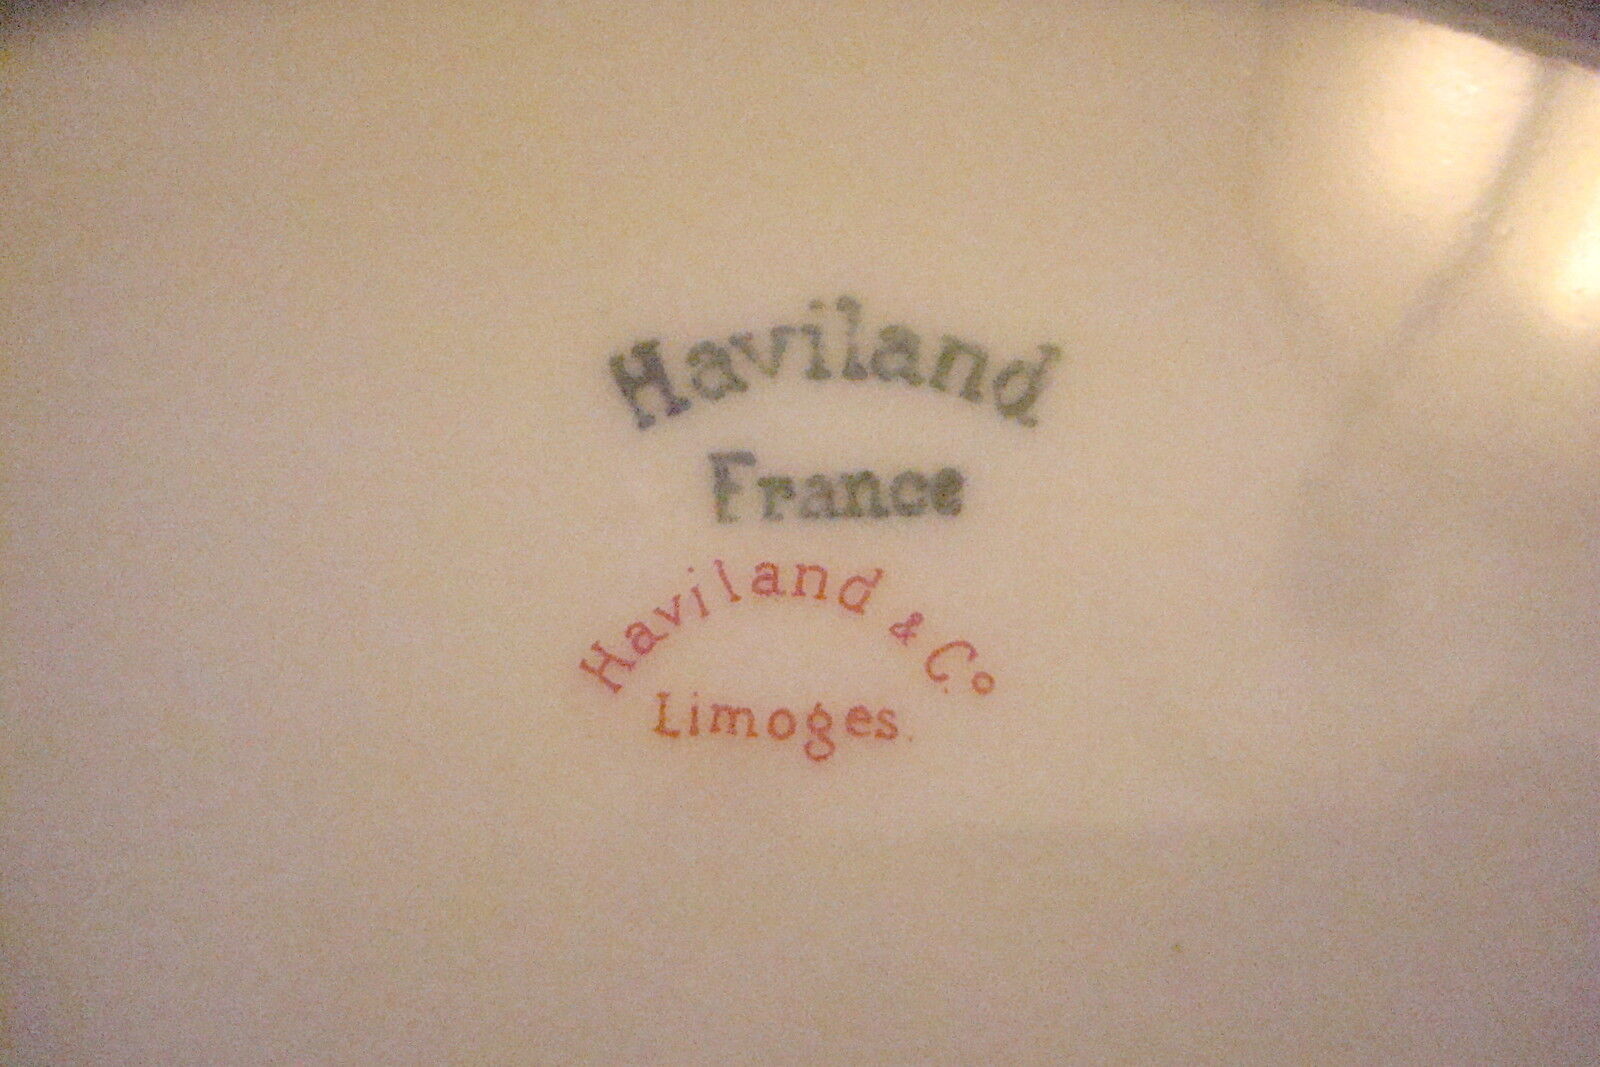 Haviland
France
Haviland & Co
Limoges.